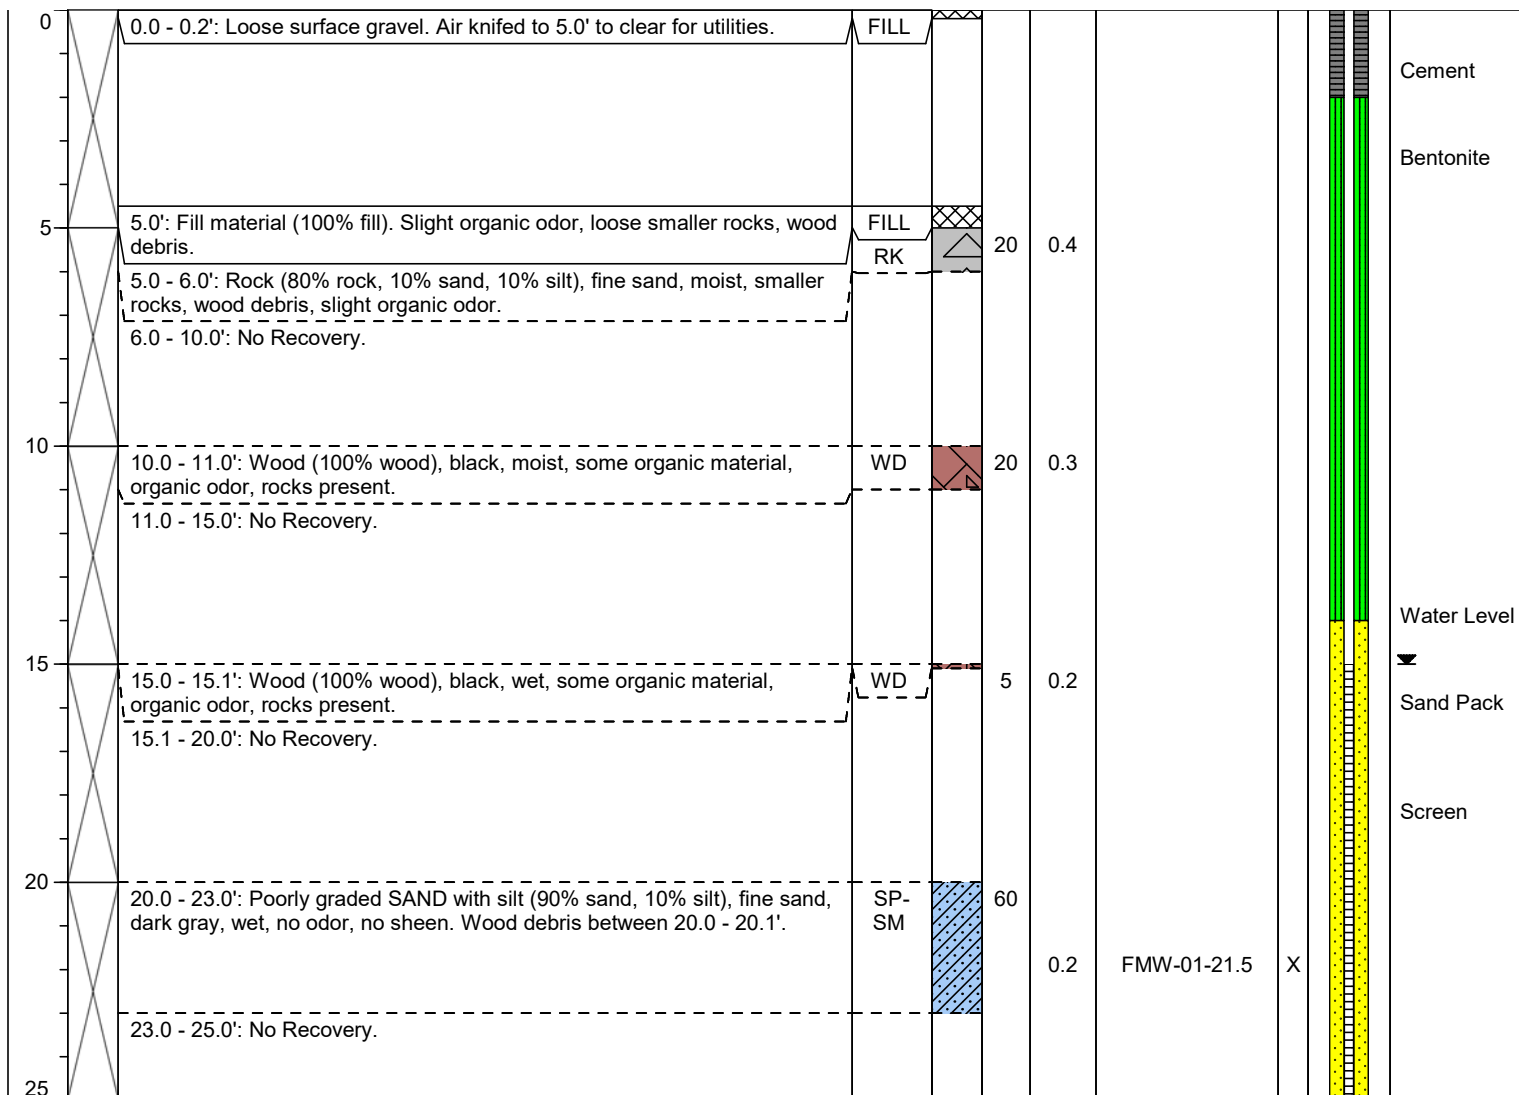 0
0.0 - 0.2': Loose surface gravel. Air knifed to 5.0' to clear for utilities.
FILL
Cement
Bentonite
5.0': Fill material (100% fill). Slight organic odor, loose smaller rocks, wood
debris.
FILL
5
20
0.4
RK
5.0 - 6.0': Rock (80% rock, 10% sand, 10% silt), fine sand, moist, smaller
rocks, wood debris, slight organic odor.
6.0 - 10.0': No Recovery.
10
10.0 - 11.0': Wood (100% wood), black, moist, some organic material,
organic odor, rocks present.
WD
20
0.3
11.0 - 15.0': No Recovery.
Water Level
15
15.0 - 15.1': Wood (100% wood), black, wet, some organic material,
organic odor, rocks present.
WD
5
0.2
Sand Pack
15.1 - 20.0': No Recovery.
Screen
20
20.0 - 23.0': Poorly graded SAND with silt (90% sand, 10% silt), fine sand,
dark gray, wet, no odor, no sheen. Wood debris between 20.0 - 20.1'.
SP-
SM
60
0.2
FMW-01-21.5
X
23.0 - 25.0': No Recovery.
25